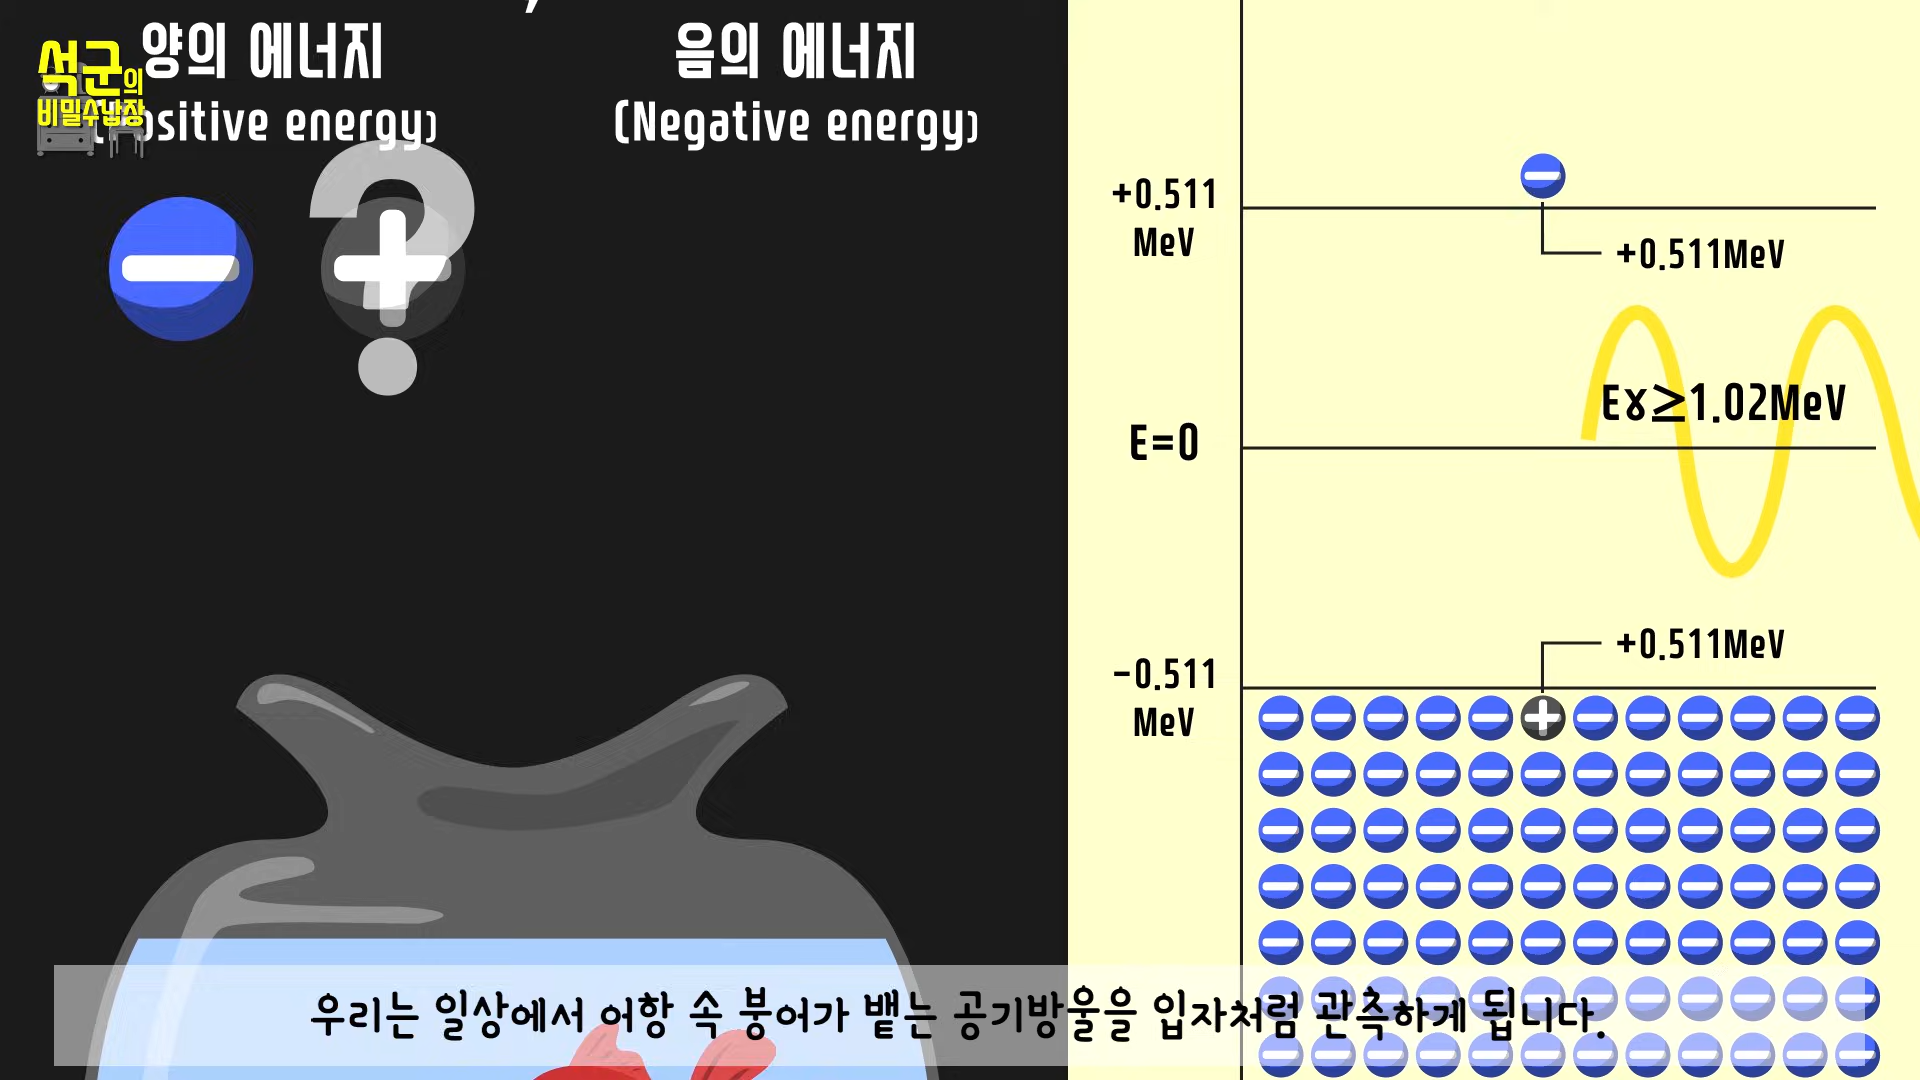 석군의
비밀수납장
양의 에너지
(Positive energy)
음의 에너지
(Negative energy)
?
+0.511
MeV
+0.511MeV
Eɣ≥1.02MeV
E=0
+0.511MeV
-0.511
MeV
우리는 일상에서 어항 속 붕어가 뱉는 공기방울을 입자처럼 관측하게 됩니다.